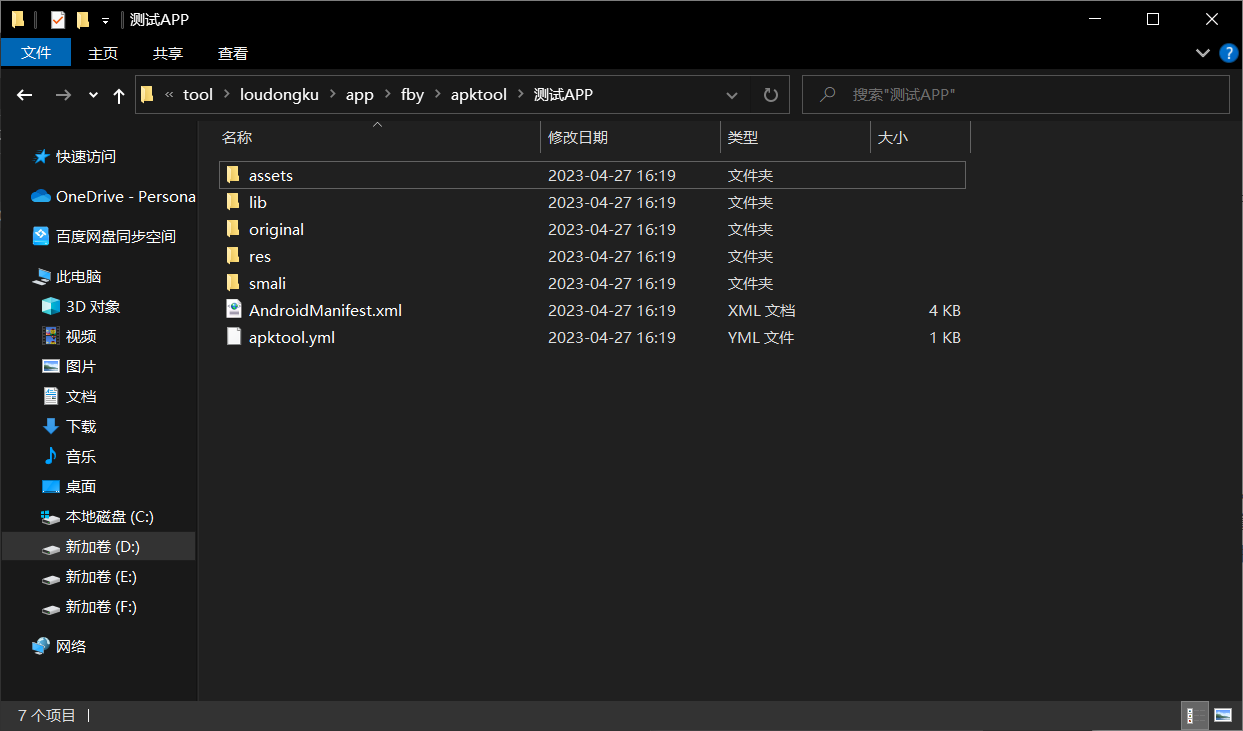 测试APP
文件 主页 共享 查看
« tool › loudongku › app › fby › apktool › 测试APP 搜索"测试APP"
名称 修改日期 类型 大小
快速访问
OneDrive - Persona
百度网盘同步空间
此电脑
3D 对象
视频
图片
文档
下载
音乐
桌面
本地磁盘 (C:)
新加卷 (D:)
新加卷 (E:)
新加卷 (F:)
网络
assets 2023-04-27 16:19 文件夹
lib 2023-04-27 16:19 文件夹
original 2023-04-27 16:19 文件夹
res 2023-04-27 16:19 文件夹
smali 2023-04-27 16:19 文件夹
AndroidManifest.xml 2023-04-27 16:19 XML 文档 4 KB
apktool.yml 2023-04-27 16:19 YML 文件 1 KB
7 个项目